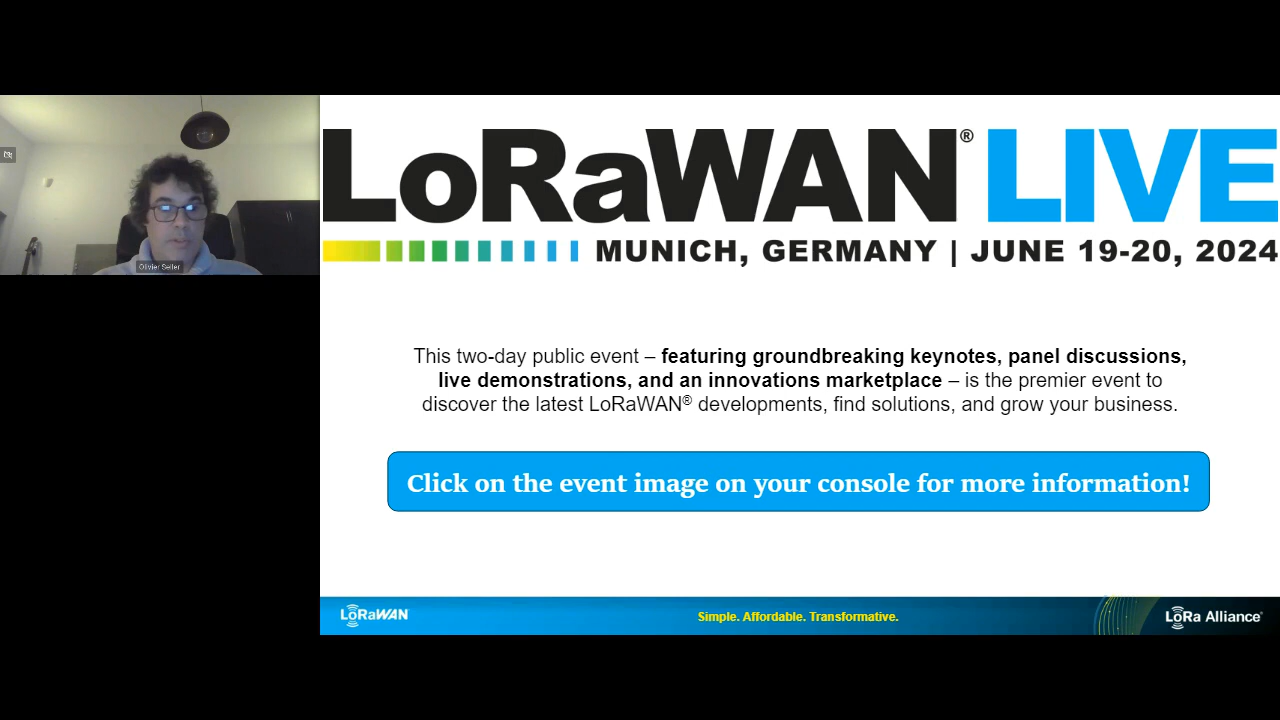 Olivier Seller
LoRaWAN® LIVE
MUNICH, GERMANY | JUNE 19-20, 2024
This two-day public event – featuring groundbreaking keynotes, panel discussions,
live demonstrations, and an innovations marketplace – is the premier event to
discover the latest LoRaWAN® developments, find solutions, and grow your business.
Click on the event image on your console for more information!
LoRaWAN
Simple. Affordable. Transformative.
LoRa Alliance®